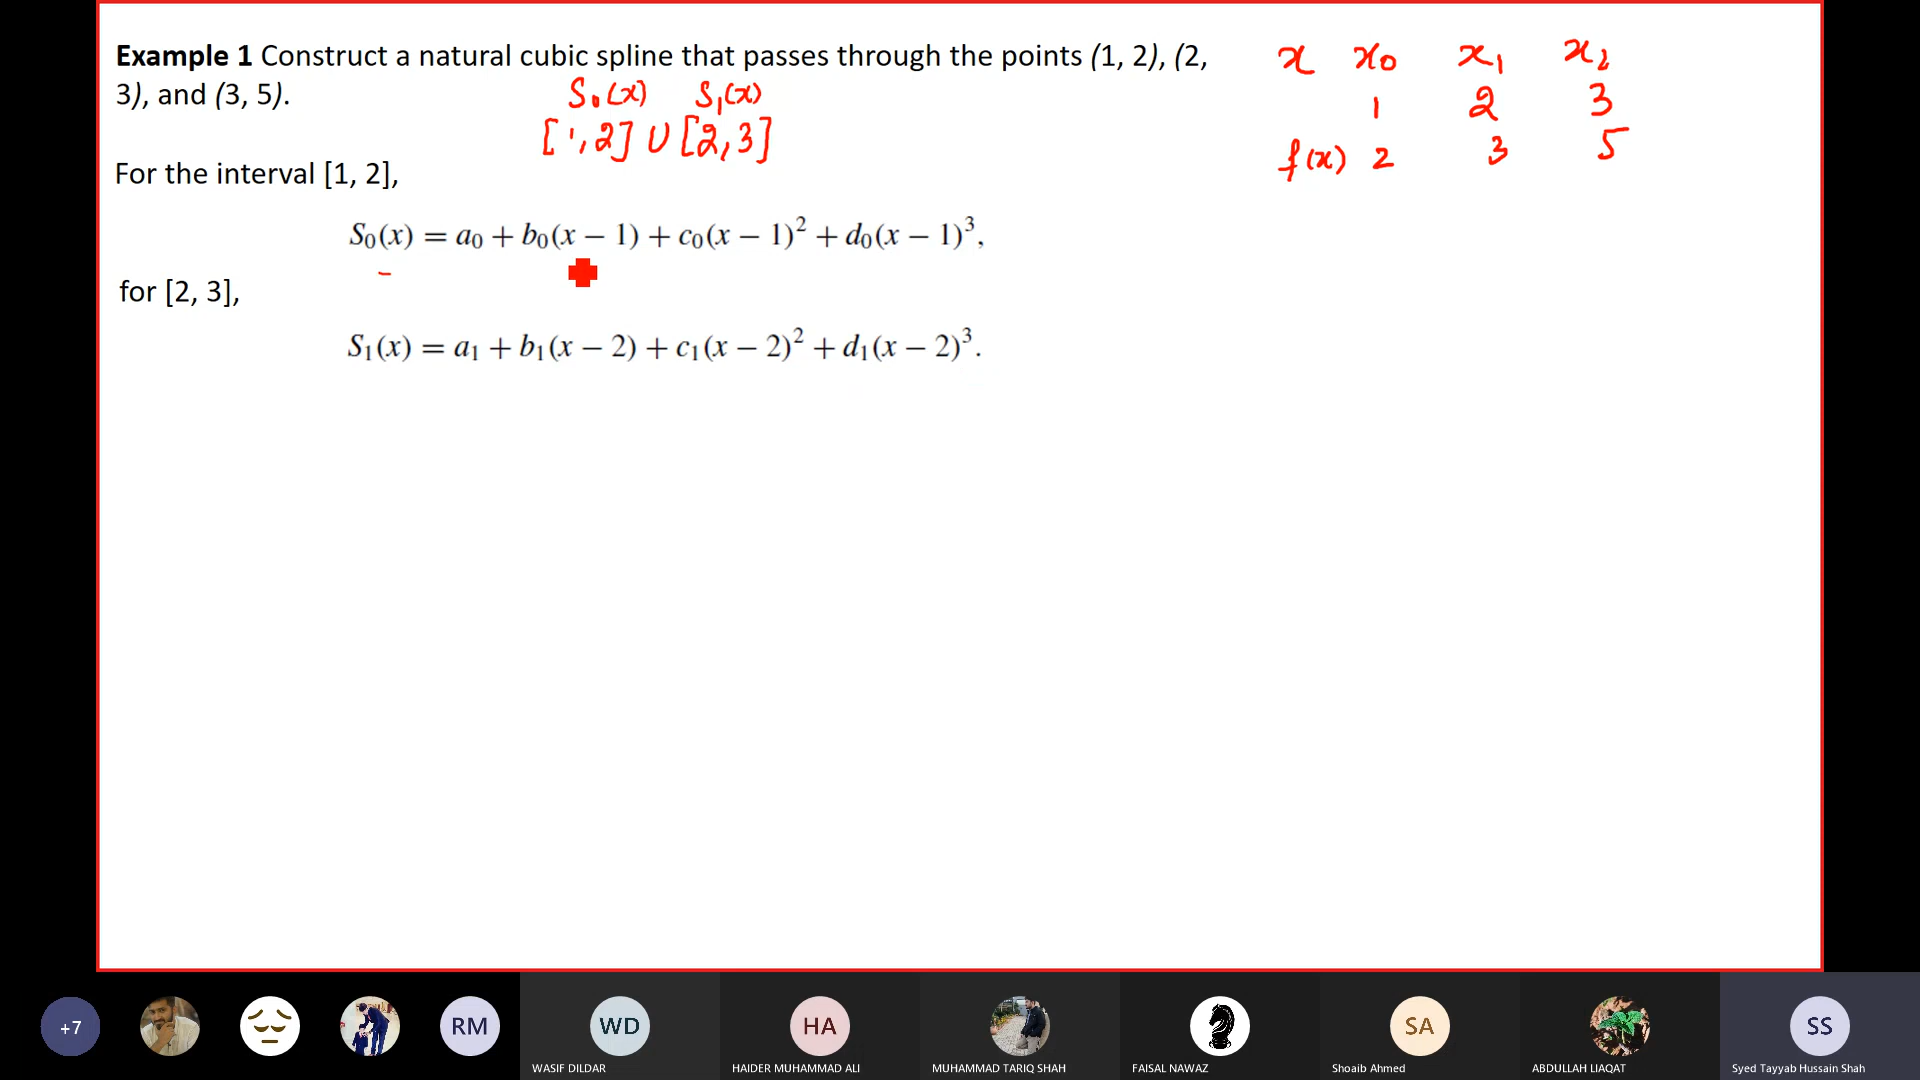 Example 1 Construct a natural cubic spline that passes through the points (1, 2), (2,
3), and (3, 5).
S₀(x) S₁(x)
[1,2] ∪ [2,3]
x x₀ x₁ x₂
1 2 3
f(x) 2 3 5
For the interval [1, 2],
S₀(x) = a₀ + b₀(x − 1) + c₀(x − 1)² + d₀(x − 1)³,
for [2, 3],
S₁(x) = a₁ + b₁(x − 2) + c₁(x − 2)² + d₁(x − 2)³.
+7
RM
WD
HA
SA
SS
WASIF DILDAR
HAIDER MUHAMMAD ALI
MUHAMMAD TARIQ SHAH
FAISAL NAWAZ
Shoaib Ahmed
ABDULLAH LIAQAT
Syed Tayyab Hussain Shah